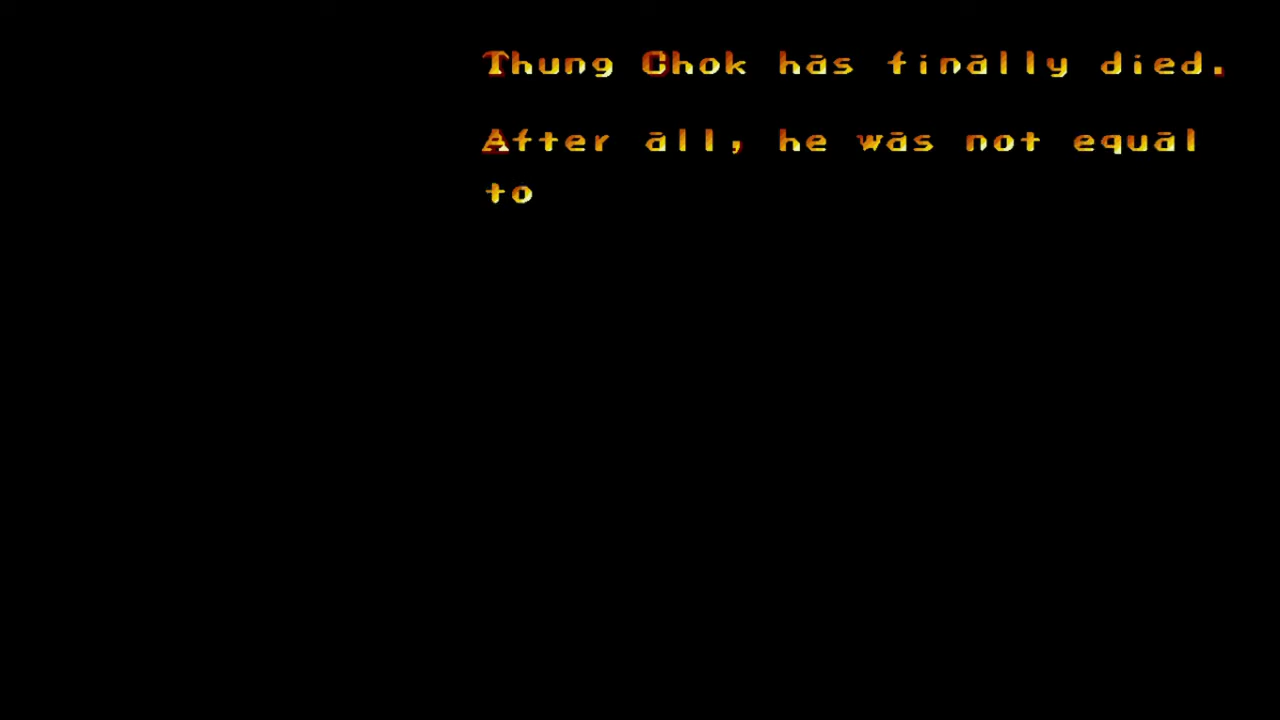 Thung Chok has finally died.
After all, he was not equal
to